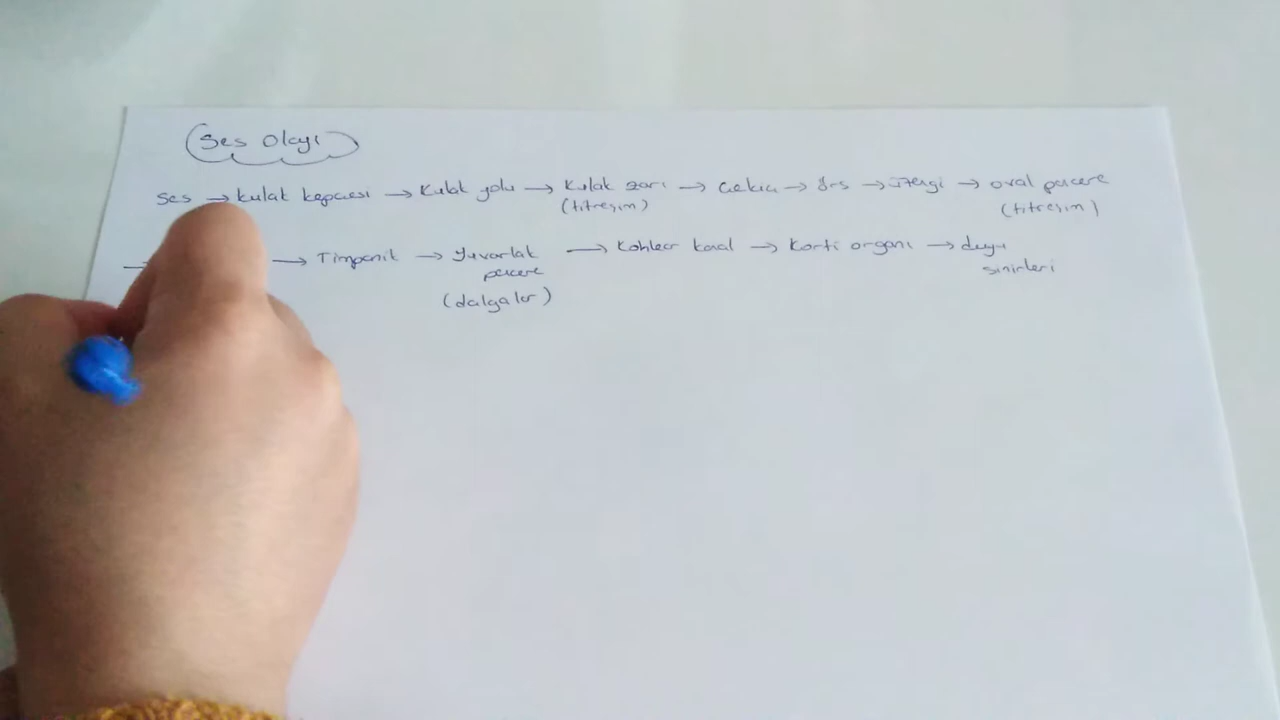 Ses Olayı
Ses → kulak kepçesi → Kulak yolu → Kulak zarı → Çekiç → Örs → Üzengi → oval pencere
(titreşim) (titreşim)
→ → Timpanik → Yuvarlak → Kohlear kanal → Korti organı → duyu
pencere sinirleri
(dalgalar)